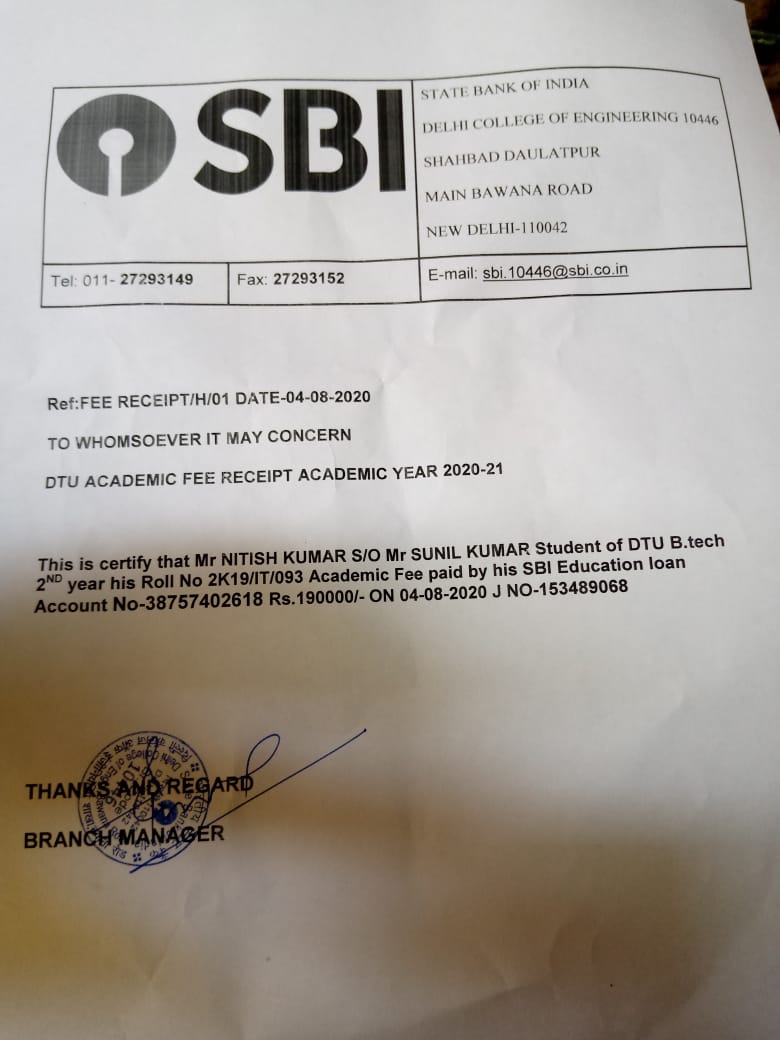 SBI
STATE BANK OF INDIA
DELHI COLLEGE OF ENGINEERING 10446
SHAHBAD DAULATPUR
MAIN BAWANA ROAD
NEW DELHI-110042
Tel: 011- 27293149
Fax: 27293152
E-mail: sbi.10446@sbi.co.in
Ref:FEE RECEIPT/H/01 DATE-04-08-2020
TO WHOMSOEVER IT MAY CONCERN
DTU ACADEMIC FEE RECEIPT ACADEMIC YEAR 2020-21
This is certify that Mr NITISH KUMAR S/O Mr SUNIL KUMAR Student of DTU B.tech
2ND year his Roll No 2K19/IT/093 Academic Fee paid by his SBI Education loan
Account No-38757402618 Rs.190000/- ON 04-08-2020 J NO-153489068
THANKS AND REGARD
BRANCH MANAGER